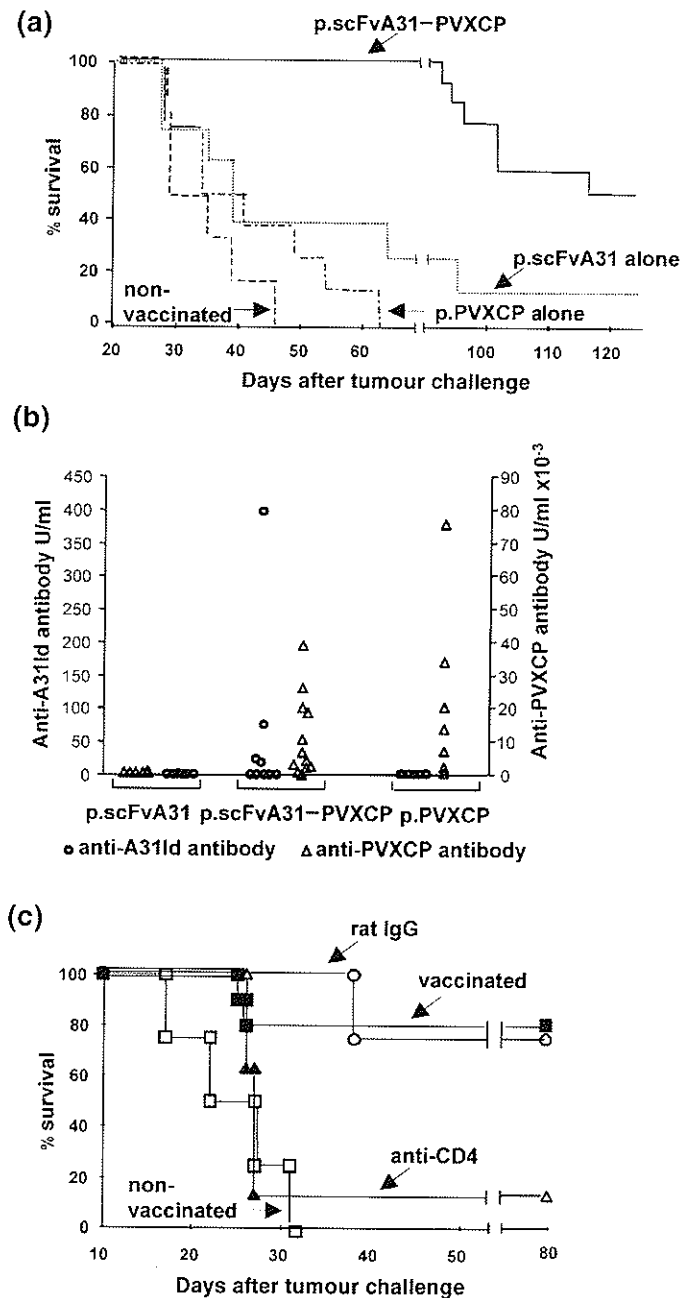 (a)
p.scFvA31–PVXCP
100
80
60
40
20
0
% survival
non-
vaccinated
p.scFvA31 alone
p.PVXCP alone
20 30 40 50 60 100 110 120
Days after tumour challenge
(b)
Anti-A31Id antibody U/ml
450
400
350
300
250
200
150
100
50
0
90
80
70
60
50
40
30
20
10
0
Anti-PVXCP antibody U/ml x10-3
p.scFvA31 p.scFvA31–PVXCP p.PVXCP
anti-A31Id antibody anti-PVXCP antibody
(c)
rat IgG
vaccinated
100
80
60
40
20
0
% survival
anti-CD4
non-
vaccinated
10 20 30 40 50 80
Days after tumour challenge